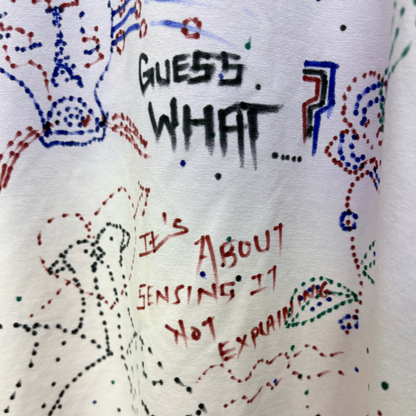 GUESS.
WHAT.....?
IT'S ABOUT
SENSING IT
NOT EXPLAINING